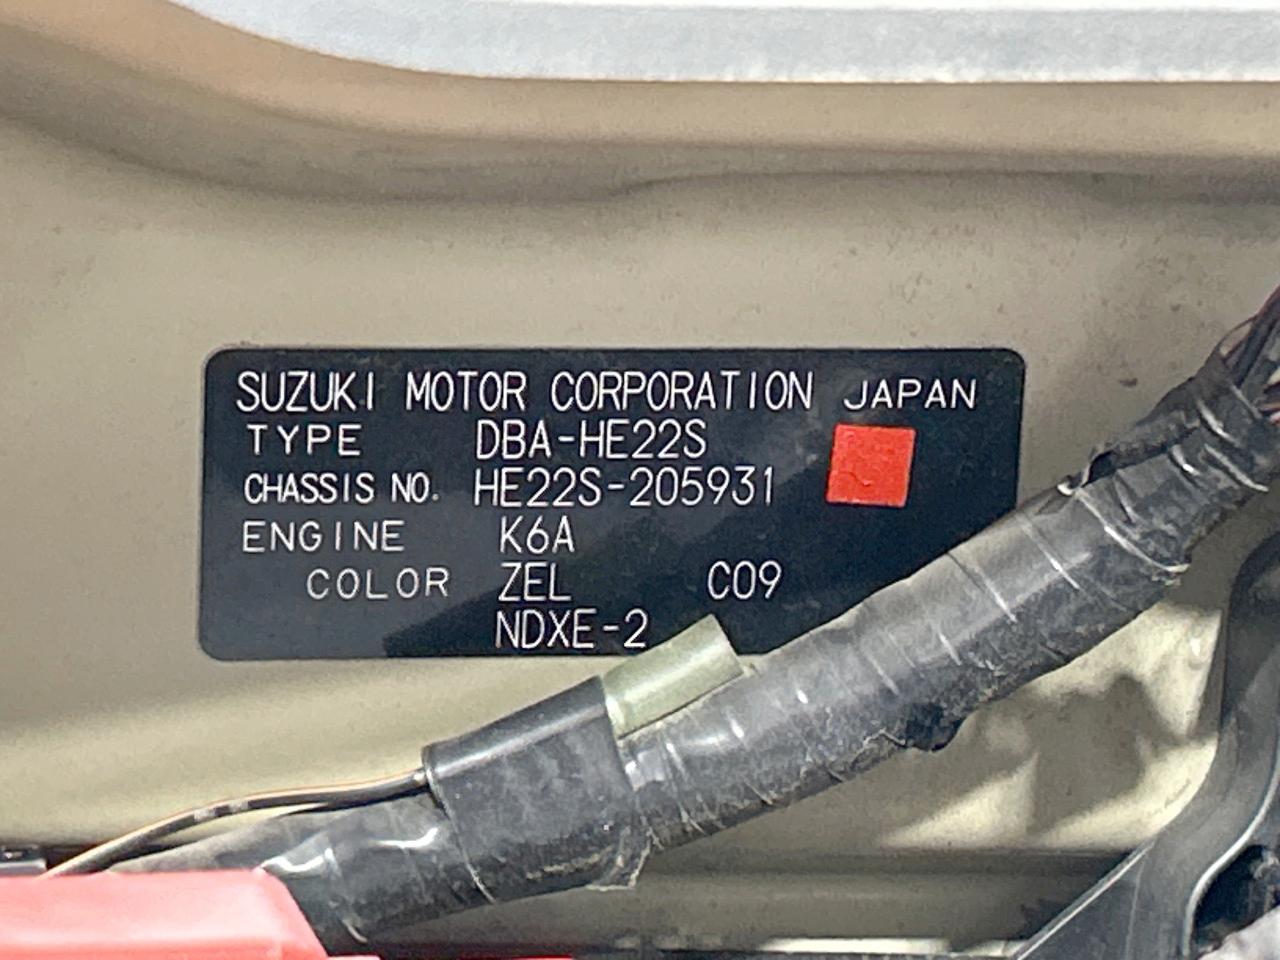 SUZUKI MOTOR CORPORATION JAPAN
TYPE DBA-HE22S
CHASSIS NO. HE22S-205931
ENGINE K6A
COLOR ZEL C09
NDXE-2